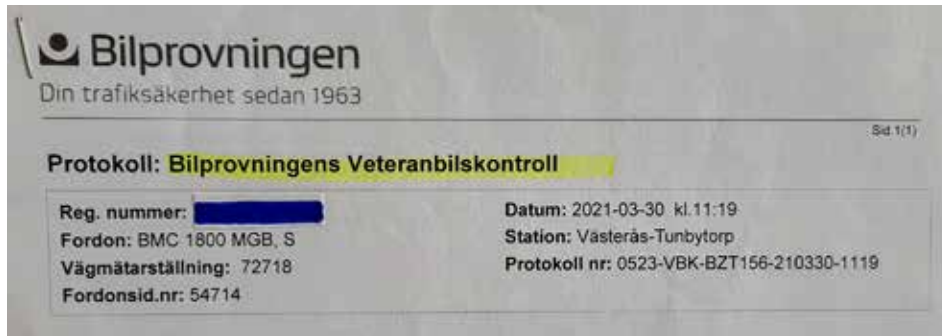 Bilprovningen
Din trafiksäkerhet sedan 1963
Sid 1(1)
Protokoll: Bilprovningens Veteranbilskontroll
Reg. nummer:
Fordon: BMC 1800 MGB, S
Vägmätarställning: 72718
Fordonsid.nr: 54714
Datum: 2021-03-30 kl.11:19
Station: Västerås-Tunbytorp
Protokoll nr: 0523-VBK-BZT156-210330-1119